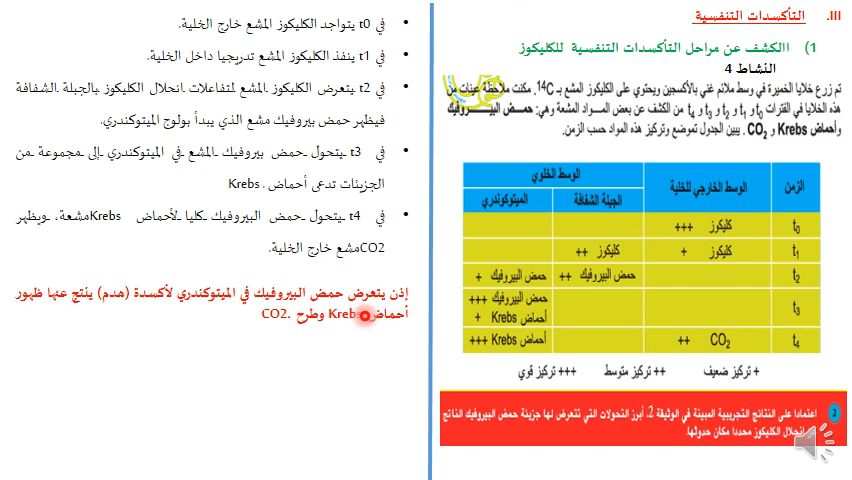 III. التأكسدات التنفسية
1) االكشف عن مراحل التأكسدات التنفسية للكليكوز
النشاط 4
تم زرع خلايا الخميرة في وسط ملائم غني بالأكسجين ويحتوي على الكليكوز المشع بـ 14C. مكنت ملاحظة عينات من
هذه الخلايا في الفترات t0 و t1 و t2 و t3 و t4 من الكشف عن بعض المواد المشعة وهي: حمض البيروفيك
وأحماض Krebs و CO2. يبين الجدول تموضع وتركيز هذه المواد حسب الزمن.
الزمن الوسط الخارجي للخلية الوسط الخلوي
الجبلة الشفافة الميتوكوندري
t0 كليكوز +++
t1 كليكوز + كليكوز ++
t2 حمض البيروفيك ++ حمض البيروفيك +
t3 حمض البيروفيك +++
أحماض Krebs +
t4 CO2 ++ أحماض Krebs +++
+ تركيز ضعيف ++ تركيز متوسط +++ تركيز قوي
2 اعتمادا على النتائج التجريبية المبينة في الوثيقة 2. أبرز التحولات التي تتعرض لها جزيئة حمض البيروفيك الناتج
انحلال الكليكوز محددا مكان حدوثها.
• في t0 يتواجد الكليكوز المشع خارج الخلية.
• في t1 ينفذ الكليكوز المشع تدريجيا داخل الخلية.
• في t2 يتعرض الكليكوز المشع لتفاعلات انحلال الكليكوز بالجبلة الشفافة
فيظهر حمض بيروفيك مشع الذي يبدأ بولوج الميتوكندري.
• في t3 يتحول حمض بيروفيك المشع في الميتوكندري إلى مجموعة من
الجزيئات تدعى أحماض Krebs .
• في t4 يتحول حمض البيروفيك كليا لأحماض Krebs مشعة، ويظهر
CO2 مشع خارج الخلية.
إذن يتعرض حمض البيروفيك في الميتوكندري لأكسدة (هدم) ينتج عنها ظهور
أحماض Krebs وطرح CO2.